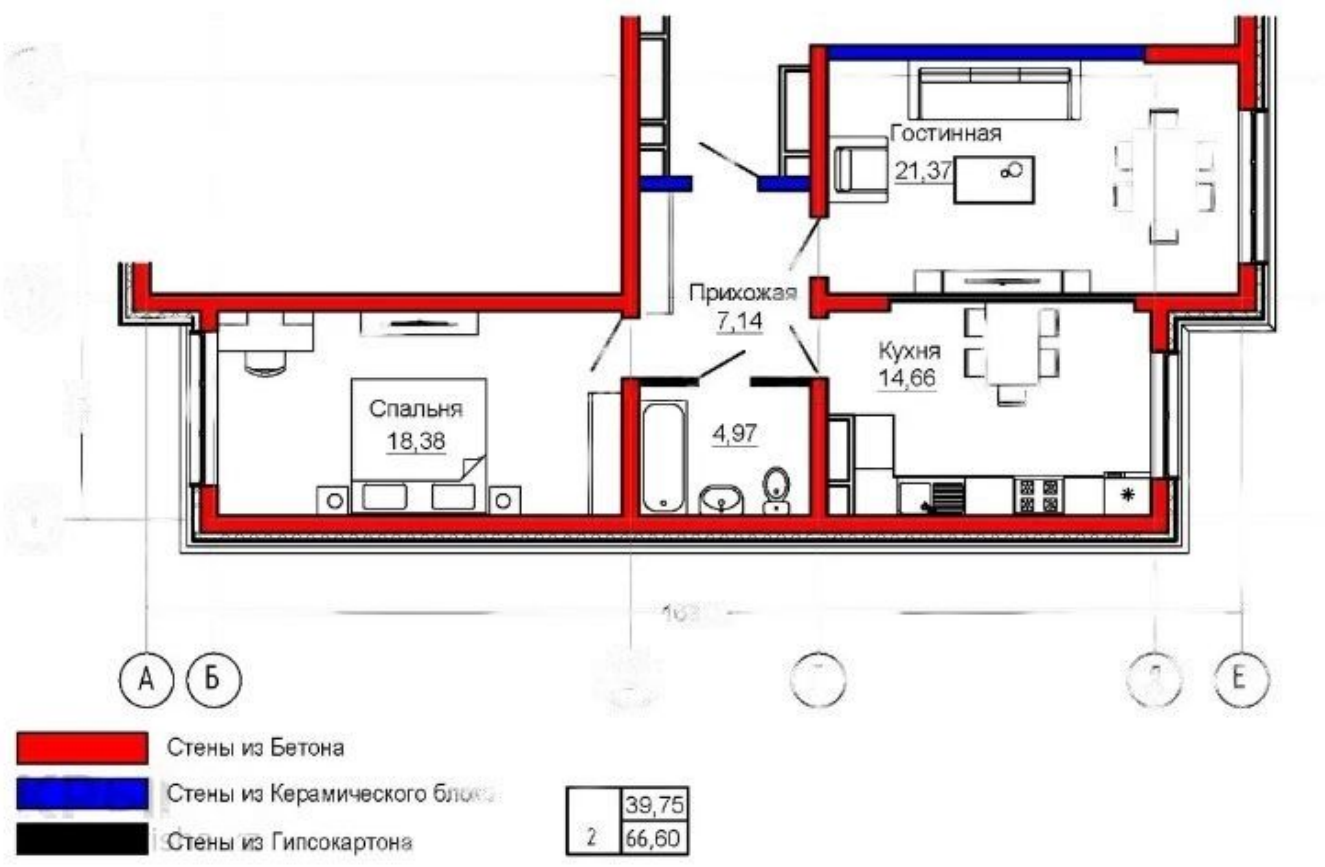 Гостинная
21,37
Прихожая
7,14
Кухня
14,66
Спальня
18,38
4,97
А Б Е
Стены из Бетона
Стены из Керамического
Стены из Гипсокартона
39,75
2 66,60